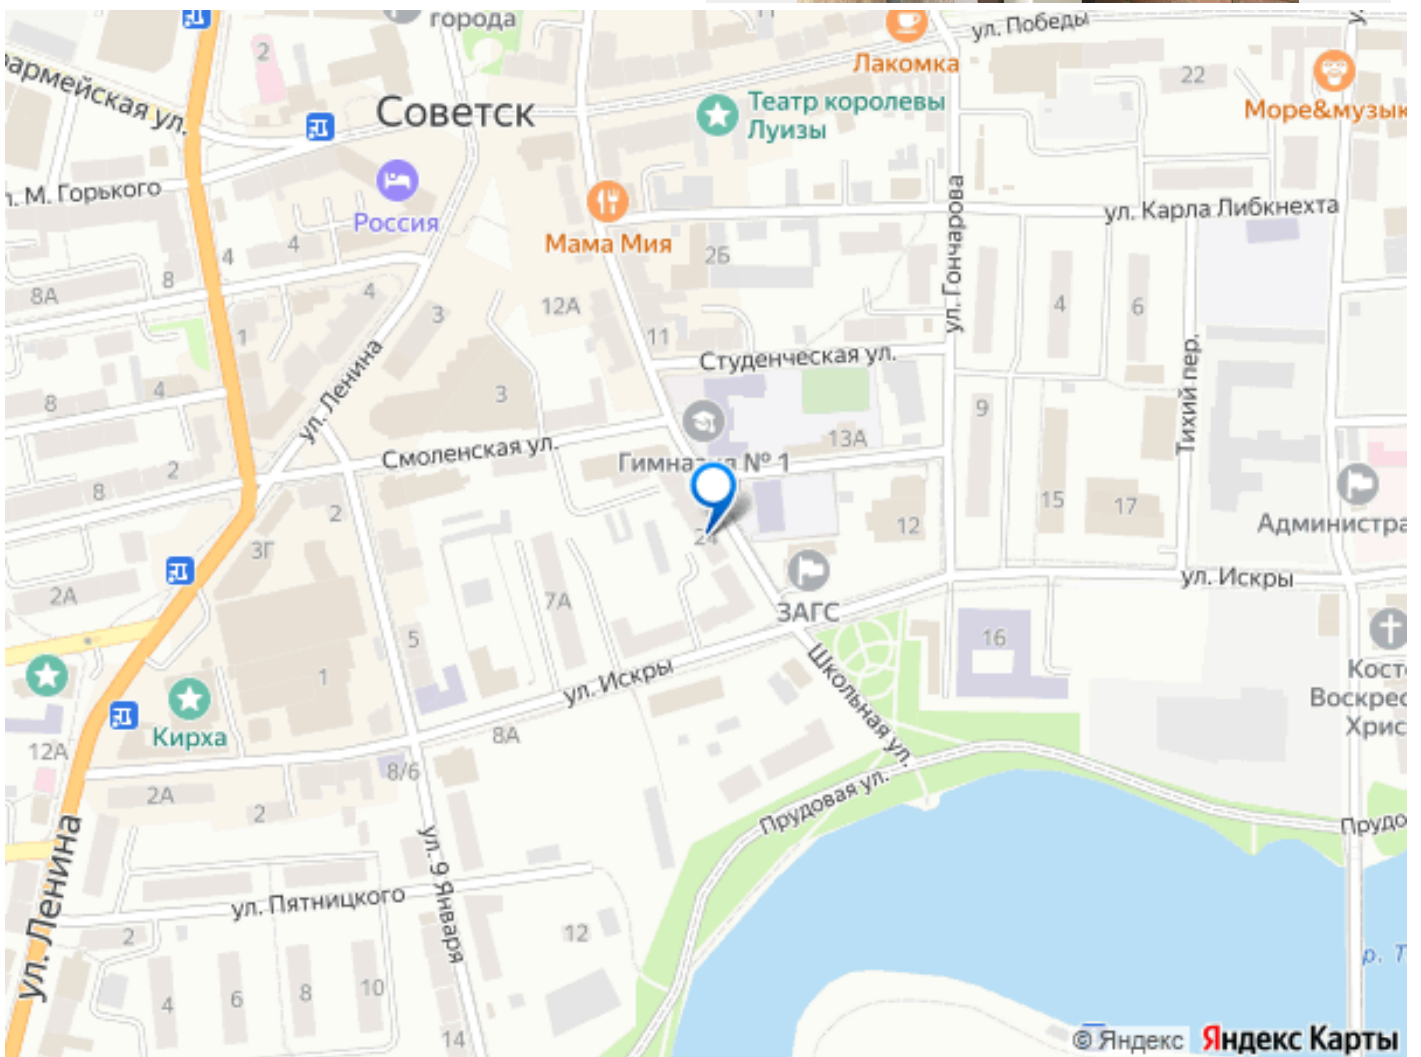 города
11
ул. Победы
2
Лакомка
22
армейская ул.
Советск
Театр королевы
Луизы
Море&музык
л. М. Горького
Россия
ул. Карла Либкнехта
Мама Мия
ул. Гончарова
4
4
2Б
8А
8
4
12А
4
6
3
1
11
Студенческая ул.
ул. Ленина
Тихий пер.
8
4
3
9
13А
Смоленская ул.
Гимназия № 1
2
8
2
15
17
12
Администра
3Г
24
ул. Искры
2А
7А
ЗАГС
5
16
1
ул. Искры
Школьная ул.
Кост
Воскрес
Хрис
Кирха
12А
8А
8/6
2А
2
Прудовая ул.
Прудо
ул. Ленина
ул. 9 Января
ул. Пятницкого
2
12
р. Т
4
6
8
10
14
© Яндекс Яндекс Карты